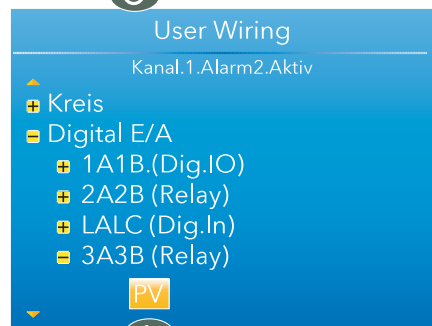 User Wiring
Kanal.1.Alarm2.Aktiv
Kreis
Digital E/A
1A1B.(Dig.IO)
2A2B (Relay)
LALC (Dig.In)
3A3B (Relay)
PV